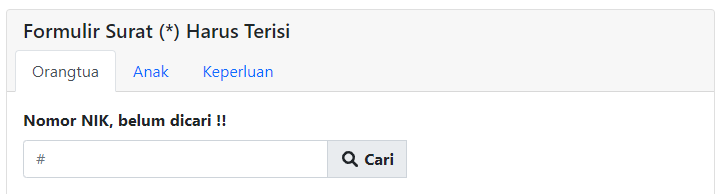 Formulir Surat (*) Harus Terisi
Orangtua Anak Keperluan
Nomor NIK, belum dicari !!
# Cari